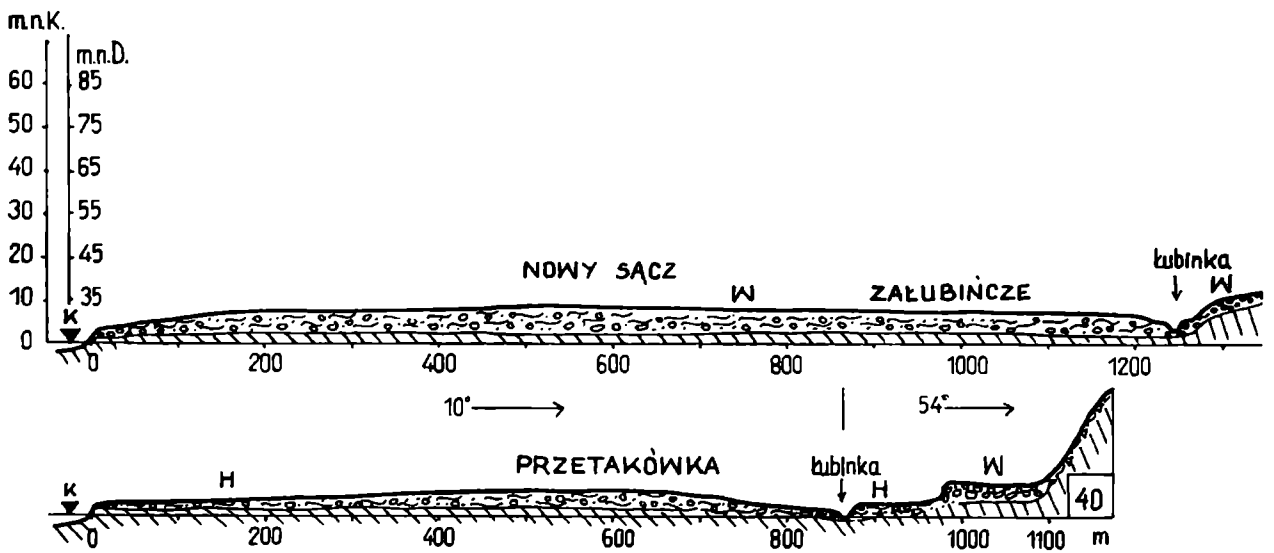 m.n.K.
m.n.D.
60 85
50 75
40 65
30 55
20 45
10 35
0
NOWY SĄCZ
W
ZAŁUBIŃCZE
Łubinka
W
K
0 200 400 600 800 1000 1200
10° 54°
PRZETAKÓWKA
Łubinka
K
H
H
W
40
0 200 400 600 800 1000 1100 m